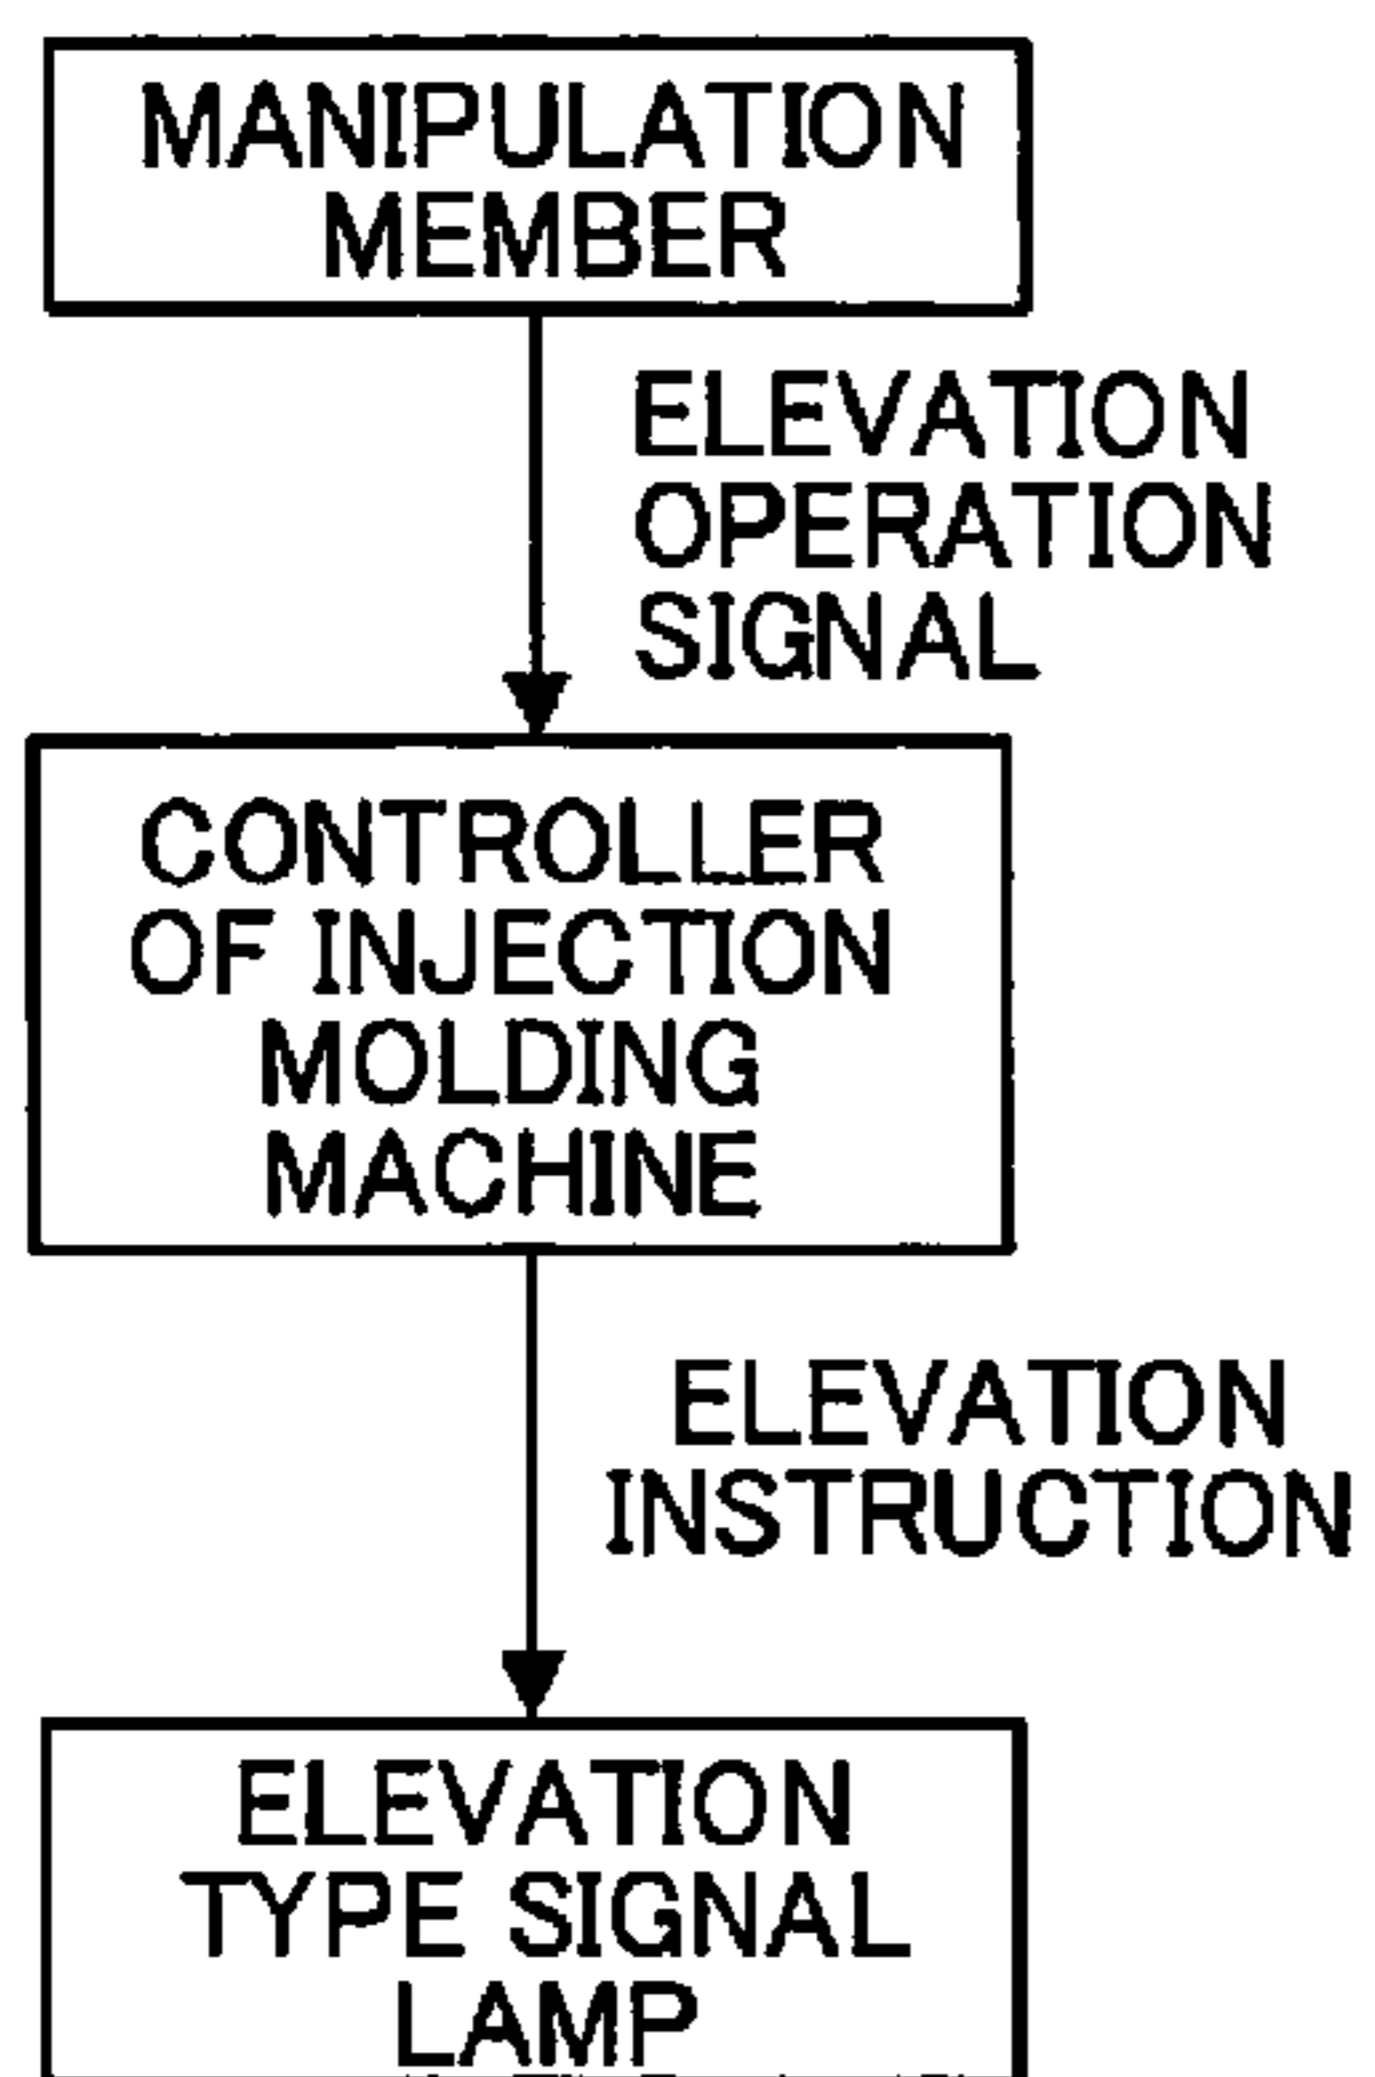 MANIPULATION
MEMBER
ELEVATION
OPERATION
SIGNAL
CONTROLLER
OF INJECTION
MOLDING
MACHINE
ELEVATION
INSTRUCTION
ELEVATION
TYPE SIGNAL
LAMP